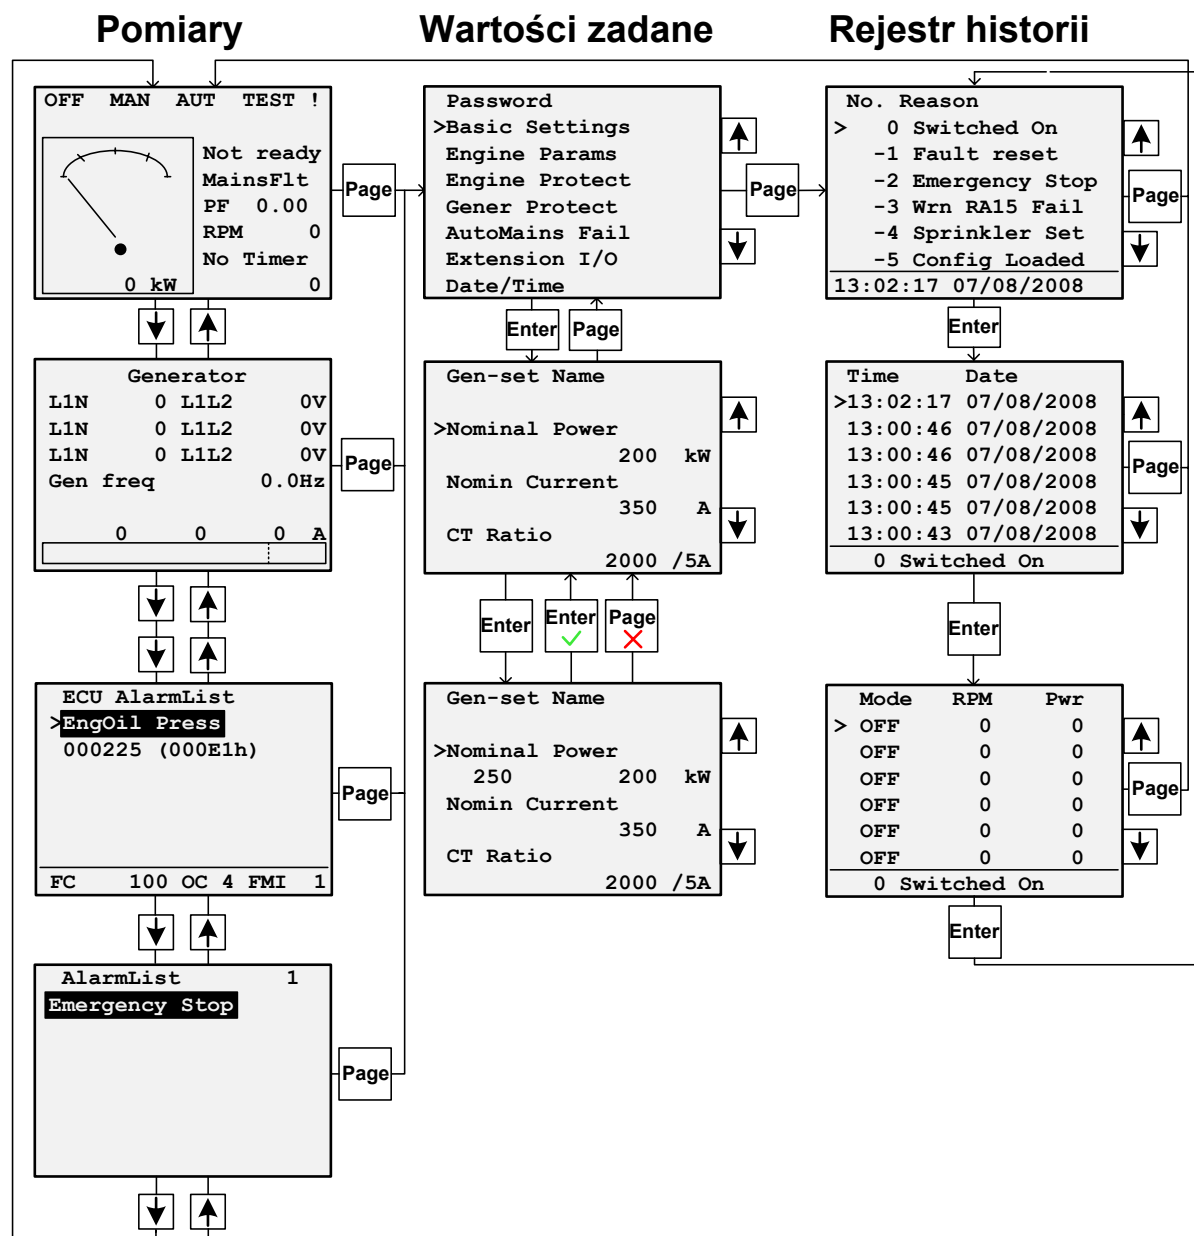 Pomiary
OFF MAN AUT TEST !
Not ready
MainsFlt
PF 0.00
RPM 0
No Timer
0 kW 0
Page
Generator
L1N 0 L1L2 0V
L1N 0 L1L2 0V
L1N 0 L1L2 0V
Gen freq 0.0Hz
0 0 0 A
Page
ECU AlarmList
>EngOil Press
000225 (000E1h)
FC 100 OC 4 FMI 1
Page
AlarmList 1
Emergency Stop
Page
Wartości zadane
Password
>Basic Settings
Engine Params
Engine Protect
Gener Protect
AutoMains Fail
Extension I/O
Date/Time
Page
Enter Page
Gen-set Name
>Nominal Power
200 kW
Nomin Current
350 A
CT Ratio
2000 /5A
Enter Enter Page
Gen-set Name
>Nominal Power
250 200 kW
Nomin Current
350 A
CT Ratio
2000 /5A
Rejestr historii
No. Reason
> 0 Switched On
-1 Fault reset
-2 Emergency Stop
-3 Wrn RA15 Fail
-4 Sprinkler Set
-5 Config Loaded
13:02:17 07/08/2008
Page
Enter
Time Date
>13:02:17 07/08/2008
13:00:46 07/08/2008
13:00:46 07/08/2008
13:00:45 07/08/2008
13:00:45 07/08/2008
13:00:43 07/08/2008
0 Switched On
Page
Enter
Mode RPM Pwr
> OFF 0 0
OFF 0 0
OFF 0 0
OFF 0 0
OFF 0 0
OFF 0 0
0 Switched On
Page
Enter